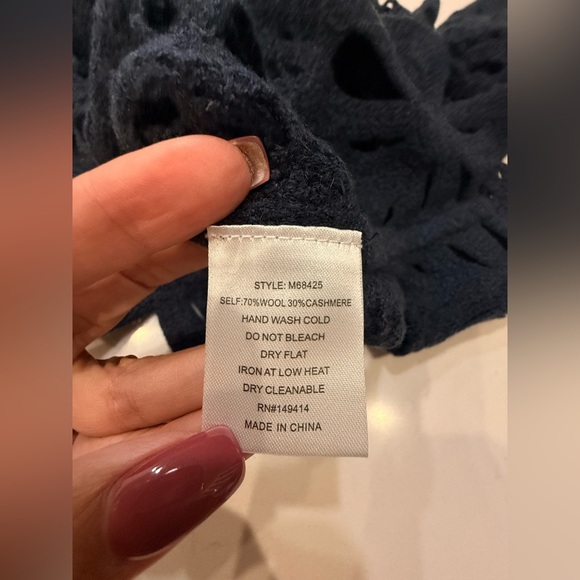 STYLE: M68425
SELF:70%WOOL 30%CASHMERE
HAND WASH COLD
DO NOT BLEACH
DRY FLAT
IRON AT LOW HEAT
DRY CLEANABLE
RN#149414
MADE IN CHINA